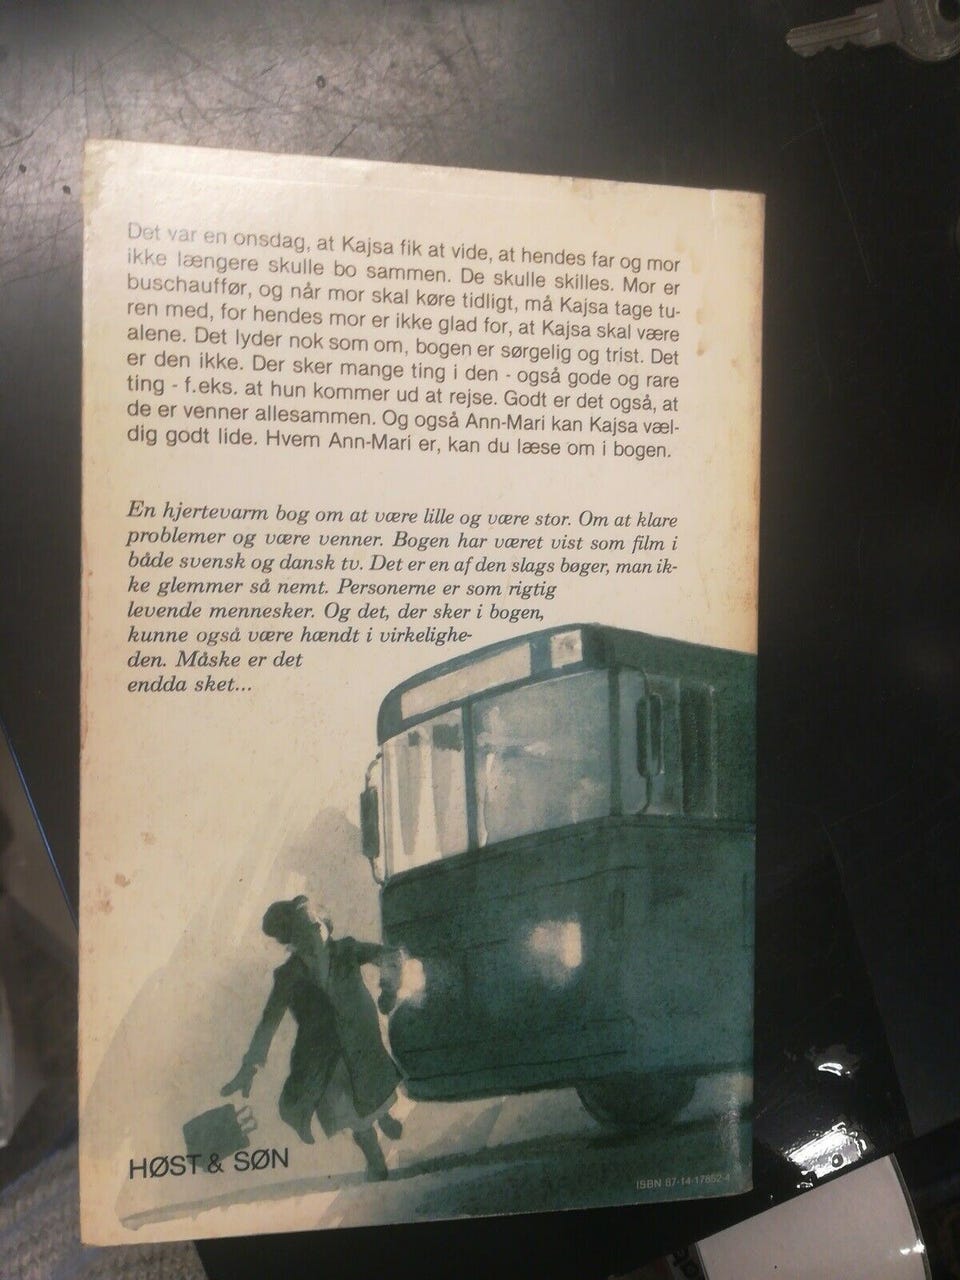 Det var en onsdag, at Kajsa fik at vide, at hendes far og mor
ikke længere skulle bo sammen. De skulle skilles. Mor er
buschauffør, og når mor skal køre tidligt, må Kajsa tage tu-
ren med, for hendes mor er ikke glad for, at Kajsa skal være
alene. Det lyder nok som om, bogen er sørgelig og trist. Det
er den ikke. Der sker mange ting i den - også gode og rare
ting - f.eks. at hun kommer ud at rejse. Godt er det også, at
de er venner allesammen. Og også Ann-Mari kan Kajsa væl-
dig godt lide. Hvem Ann-Mari er, kan du læse om i bogen.
En hjertevarm bog om at være lille og være stor. Om at klare
problemer og være venner. Bogen har været vist som film i
både svensk og dansk tv. Det er en af den slags bøger, man ik-
ke glemmer så nemt. Personerne er som rigtig
levende mennesker. Og det, der sker i bogen,
kunne også være hændt i virkelighe-
den. Måske er det
endda sket...
HØST & SØN
ISBN 87-14-17852-4